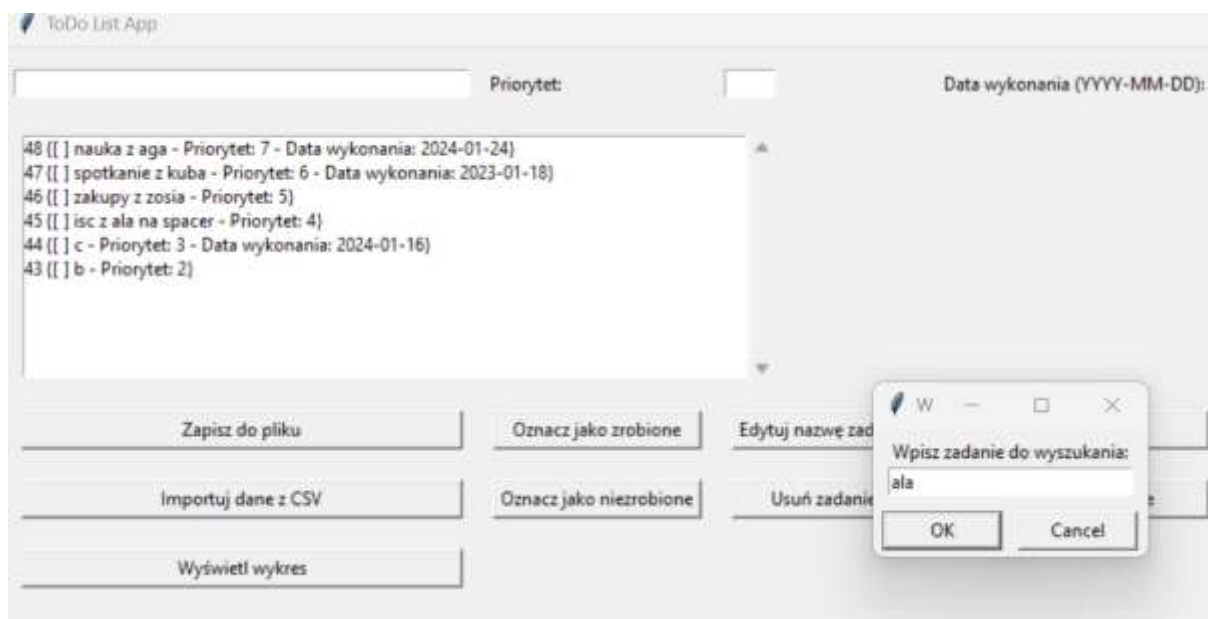 ToDo List App
Priorytet:
Data wykonania (YYYY-MM-DD):
48 {[ ] nauka z aga - Priorytet: 7 - Data wykonania: 2024-01-24}
47 {[ ] spotkanie z kuba - Priorytet: 6 - Data wykonania: 2023-01-18}
46 {[ ] zakupy z zosia - Priorytet: 5}
45 {[ ] isc z ala na spacer - Priorytet: 4}
44 {[ ] c - Priorytet: 3 - Data wykonania: 2024-01-16}
43 {[ ] b - Priorytet: 2}
Zapisz do pliku
Oznacz jako zrobione
Edytuj nazwę zad
Importuj dane z CSV
Oznacz jako niezrobione
Usuń zadanie
Wyświetl wykres
W
Wpisz zadanie do wyszukania:
ala
OK
Cancel